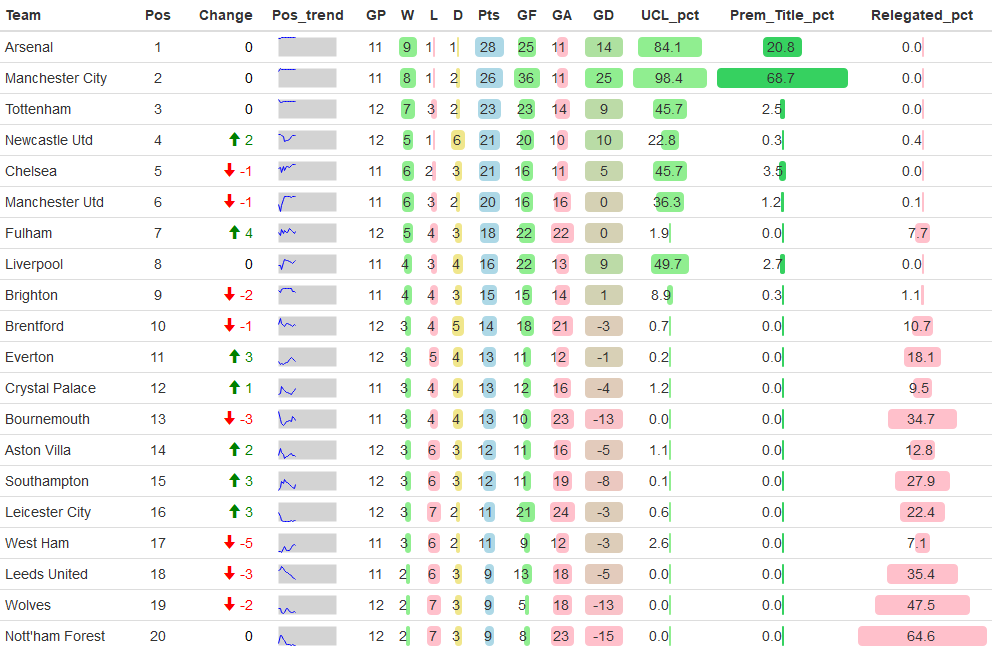 Team Pos Change Pos_trend GP W L D Pts GF GA GD UCL_pct Prem_Title_pct Relegated_pct
Arsenal 1 0 11 9 1 1 28 25 11 14 84.1 20.8 0.0
Manchester City 2 0 11 8 1 2 26 36 11 25 98.4 68.7 0.0
Tottenham 3 0 12 7 3 2 23 23 14 9 45.7 2.5 0.0
Newcastle Utd 4 2 12 5 1 6 21 20 10 10 22.8 0.3 0.4
Chelsea 5 -1 11 6 2 3 21 16 11 5 45.7 3.5 0.0
Manchester Utd 6 -1 11 6 3 2 20 16 16 0 36.3 1.2 0.1
Fulham 7 4 12 5 4 3 18 22 22 0 1.9 0.0 7.7
Liverpool 8 0 11 4 3 4 16 22 13 9 49.7 2.7 0.0
Brighton 9 -2 11 4 4 3 15 15 14 1 8.9 0.3 1.1
Brentford 10 -1 12 3 4 5 14 18 21 -3 0.7 0.0 10.7
Everton 11 3 12 3 5 4 13 11 12 -1 0.2 0.0 18.1
Crystal Palace 12 1 11 3 4 4 13 12 16 -4 1.2 0.0 9.5
Bournemouth 13 -3 11 3 4 4 13 10 23 -13 0.0 0.0 34.7
Aston Villa 14 2 12 3 6 3 12 11 16 -5 1.1 0.0 12.8
Southampton 15 3 12 3 6 3 12 11 19 -8 0.1 0.0 27.9
Leicester City 16 3 12 3 7 2 11 21 24 -3 0.6 0.0 22.4
West Ham 17 -5 11 3 6 2 11 9 12 -3 2.6 0.0 7.1
Leeds United 18 -3 11 2 6 3 9 13 18 -5 0.0 0.0 35.4
Wolves 19 -2 12 2 7 3 9 5 18 -13 0.0 0.0 47.5
Nott'ham Forest 20 0 12 2 7 3 9 8 23 -15 0.0 0.0 64.6